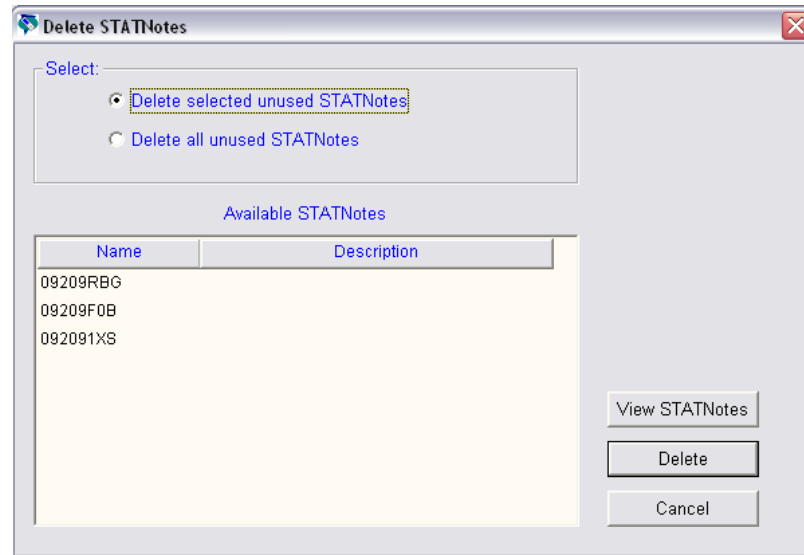 Delete STATNotes
Select:
Delete selected unused STATNotes
Delete all unused STATNotes
Available STATNotes
Name Description
09209RBG
09209F0B
092091XS
View STATNotes
Delete
Cancel